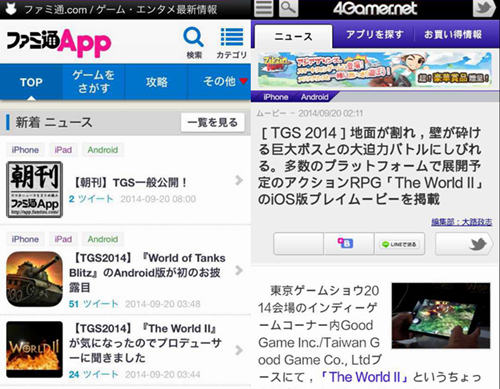 ファミ通.com / ゲーム・エンタメ最新情報
ファミ通App
検索
カテゴリ
TOP
ゲームを
さがす
攻略
その他
新着 ニュース
一覧を見る
iPhone iPad Android
朝刊
ファミ通App
http://app.famitsu.com/
【朝刊】TGS一般公開！
2 ツイート 2014-09-20 08:00
iPhone iPad Android
【TGS2014】『World of Tanks
Blitz』のAndroid版が初のお披
露目
51 ツイート 2014-09-20 03:48
WORLD II
【TGS2014】『The World II』
が気になったのでプロデューサ
ーに聞きました
24 ツイート 2014-09-20 03:44
4Gamer.net
ニュース
アプリを探す
お買い得情報
超！豪華賞品贈呈！
iPhone Android
ムービー - 2014/09/20 02:11
[TGS 2014] 地面が割れ，壁が砕け
る巨大ボスとの大迫力バトルにしびれ
る。多数のプラットフォームで展開予
定のアクションRPG「The World II」
のiOS版プレイムービーを掲載
編集部：大路政志
B!
LINEで送る
東京ゲームショウ201
4会場のインディーゲ
ームコーナー内Good
Game Inc./Taiwan G
ood Game Co., Ltdブ
ースにて，「The World II」というちょっ